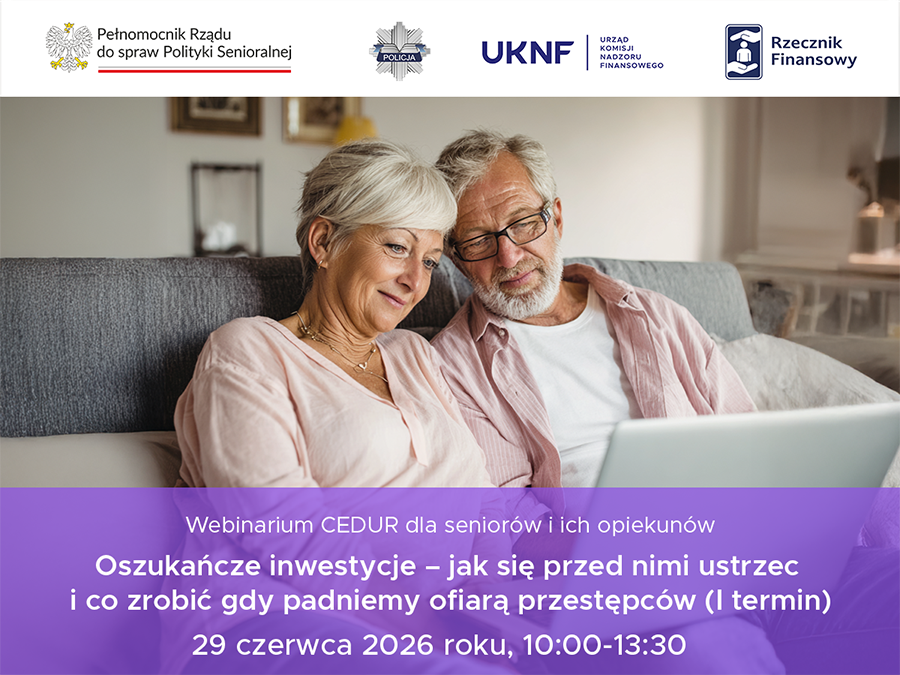 Pełnomocnik Rządu
do spraw Polityki Senioralnej
POLICJA
UKNF
URZĄD
KOMISJI
NADZORU
FINANSOWEGO
Rzecznik
Finansowy
Webinarium CEDUR dla seniorów i ich opiekunów
Oszukańcze inwestycje – jak się przed nimi ustrzec
i co zrobić gdy padniemy ofiarą przestępców (I termin)
29 czerwca 2026 roku, 10:00-13:30